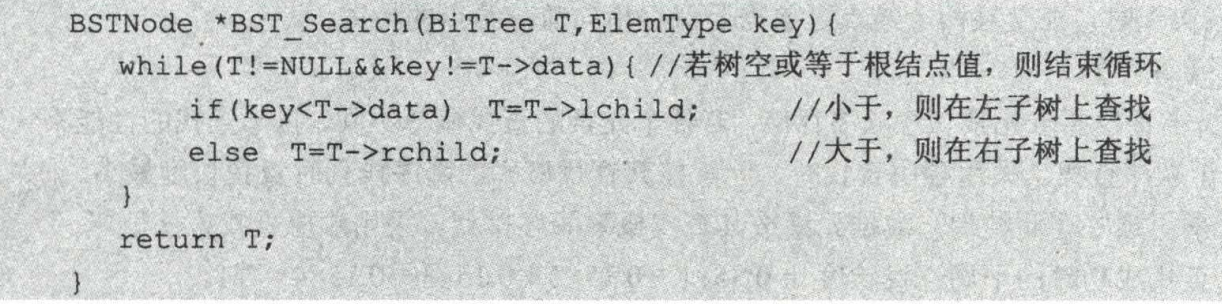 BSTNode *BST_Search(BiTree T,ElemType key){
while(T!=NULL&&key!=T->data){ //若树空或等于根结点值，则结束循环
if(key<T->data) T=T->lchild; //小于，则在左子树上查找
else T=T->rchild; //大于，则在右子树上查找
}
return T;
}